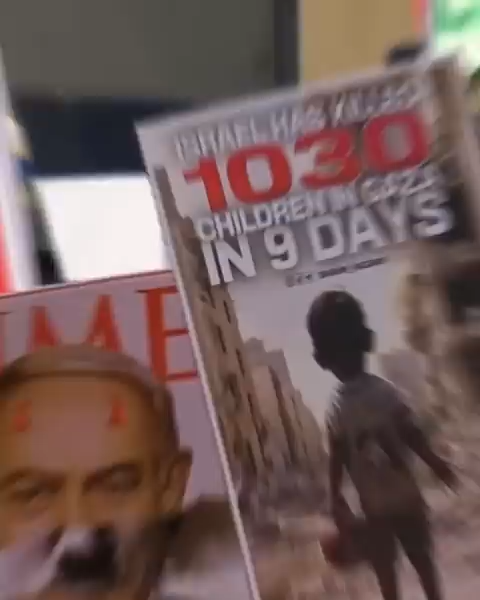 ISRAEL HAS KILLED
1030
CHILDREN IN GAZA
IN 9 DAYS
IME